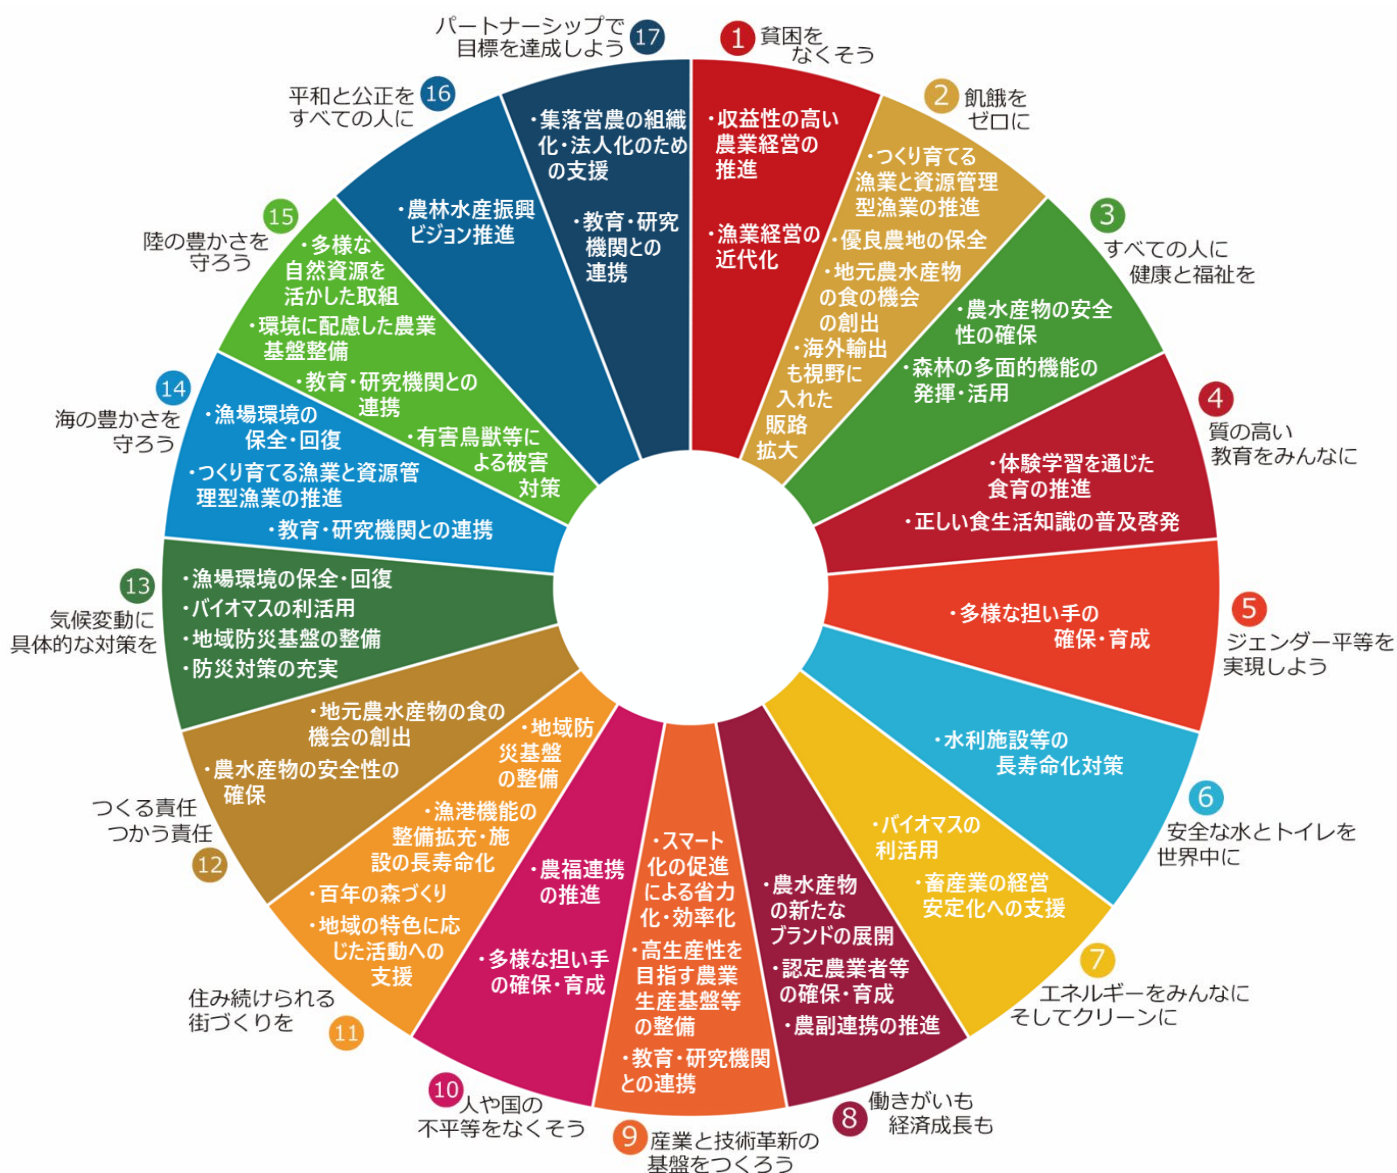 1
貧困を
なくそう
・収益性の高い
農業経営の
推進
・漁業経営の
近代化
2
飢餓を
ゼロに
・つくり育てる
漁業と資源管理
型漁業の推進
・優良農地の保全
・地元農水産物
の食の機会
の創出
・海外輸出
も視野に
入れた
販路
拡大
3
すべての人に
健康と福祉を
・農水産物の安全
性の確保
・森林の多面的機能の
発揮・活用
4
質の高い
教育をみんなに
・体験学習を通じた
食育の推進
・正しい食生活知識の普及啓発
5
ジェンダー平等を
実現しよう
・多様な担い手の
確保・育成
6
安全な水とトイレを
世界中に
・水利施設等の
長寿命化対策
7
エネルギーをみんなに
そしてクリーンに
・バイオマスの
利活用
・畜産業の経営
安定化への支援
8
働きがいも
経済成長も
・農水産物
の新たな
ブランドの展開
・認定農業者等
の確保・育成
・農副連携の推進
9
産業と技術革新の
基盤をつくろう
・スマート
化の促進
による省力
化・効率化
・高生産性を
目指す農業
生産基盤等
の整備
・教育・研究機関
との連携
10
人や国の
不平等をなくそう
・農福連携
の推進
・多様な担い手
の確保・育成
11
住み続けられる
街づくりを
・地域防
災基盤
の整備
・漁港機能の
整備拡充・施
設の長寿命化
・百年の森づくり
・地域の特色に応
じた活動への
支援
12
つくる責任
つかう責任
・地元農水産物の食の
機会の創出
・農水産物の安全性の
確保
13
気候変動に
具体的な対策を
・漁場環境の保全・回復
・バイオマスの利活用
・地域防災基盤の整備
・防災対策の充実
14
海の豊かさを
守ろう
・漁場環境の
保全・回復
・つくり育てる漁業と資源管
理型漁業の推進
・教育・研究機関との連携
15
陸の豊かさを
守ろう
・多様な
自然資源を
活かした取組
・環境に配慮した農業
基盤整備
・教育・研究機関との
連携
・有害鳥獣等に
よる被害
対策
16
平和と公正を
すべての人に
・農林水産振興
ビジョン推進
17
パートナーシップで
目標を達成しよう
・集落営農の組織
化・法人化のため
の支援
・教育・研究
機関との
連携